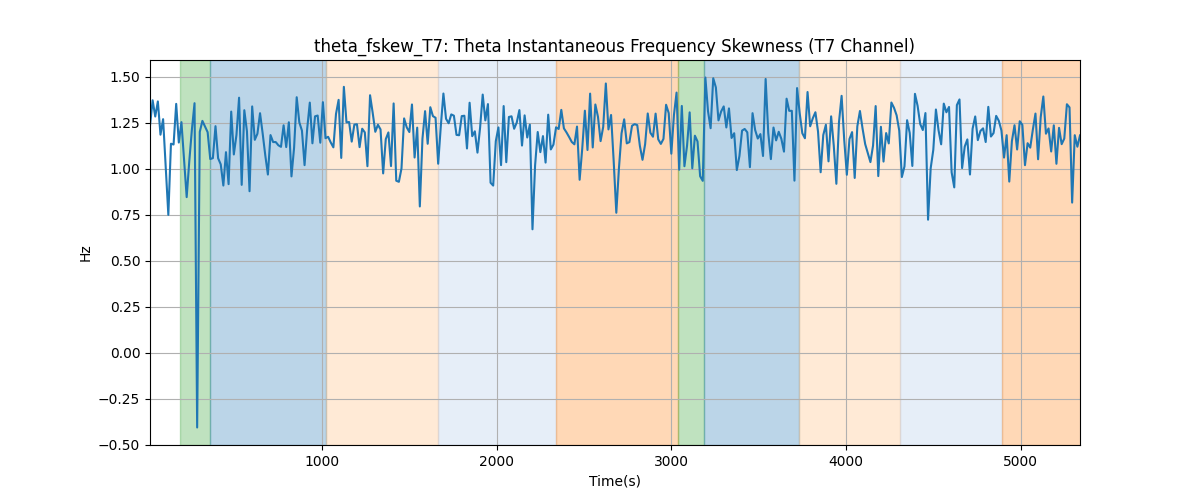 theta_fskew_T7: Theta Instantaneous Frequency Skewness (T7 Channel)
1.50
1.25
1.00
0.75
0.50
0.25
0.00
−0.25
−0.50
Hz
1000 2000 3000 4000 5000
Time(s)